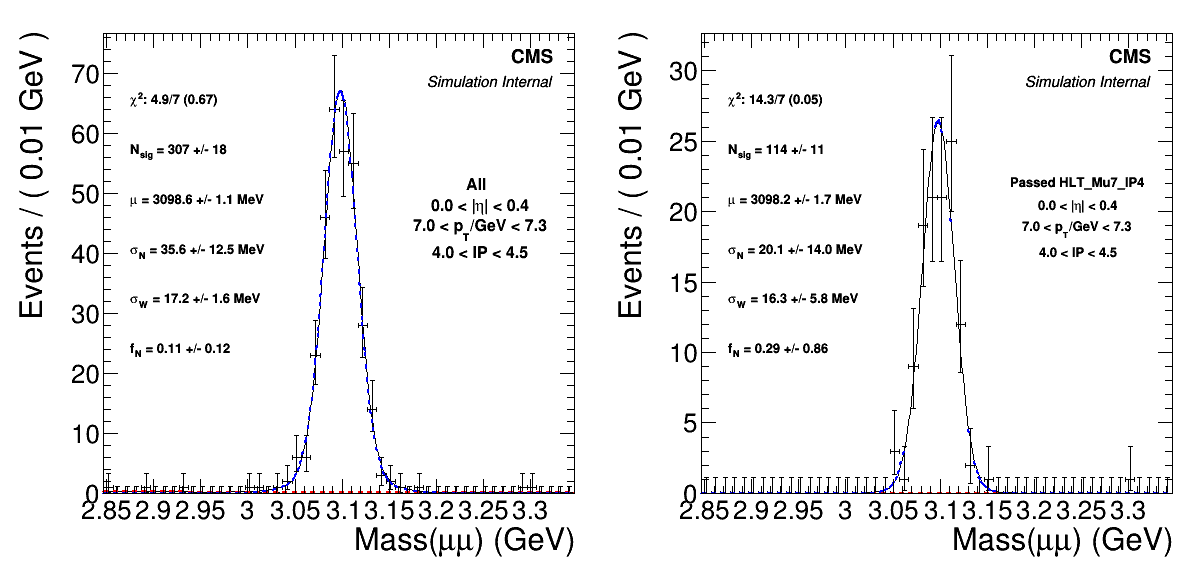 CMS
Simulation Internal
χ²: 4.9/7 (0.67)
N_sig = 307 +/- 18
μ = 3098.6 +/- 1.1 MeV
σ_N = 35.6 +/- 12.5 MeV
σ_W = 17.2 +/- 1.6 MeV
f_N = 0.11 +/- 0.12
All
0.0 < |η| < 0.4
7.0 < p_T/GeV < 7.3
4.0 < IP < 4.5
Events / ( 0.01 GeV )
70
60
50
40
30
20
10
0
2.85 2.9 2.95 3 3.05 3.1 3.15 3.2 3.25 3.3
Mass(μμ) (GeV)
CMS
Simulation Internal
χ²: 14.3/7 (0.05)
N_sig = 114 +/- 11
μ = 3098.2 +/- 1.7 MeV
σ_N = 20.1 +/- 14.0 MeV
σ_W = 16.3 +/- 5.8 MeV
f_N = 0.29 +/- 0.86
Passed HLT_Mu7_IP4
0.0 < |η| < 0.4
7.0 < p_T/GeV < 7.3
4.0 < IP < 4.5
Events / ( 0.01 GeV )
30
25
20
15
10
5
0
2.85 2.9 2.95 3 3.05 3.1 3.15 3.2 3.25 3.3
Mass(μμ) (GeV)